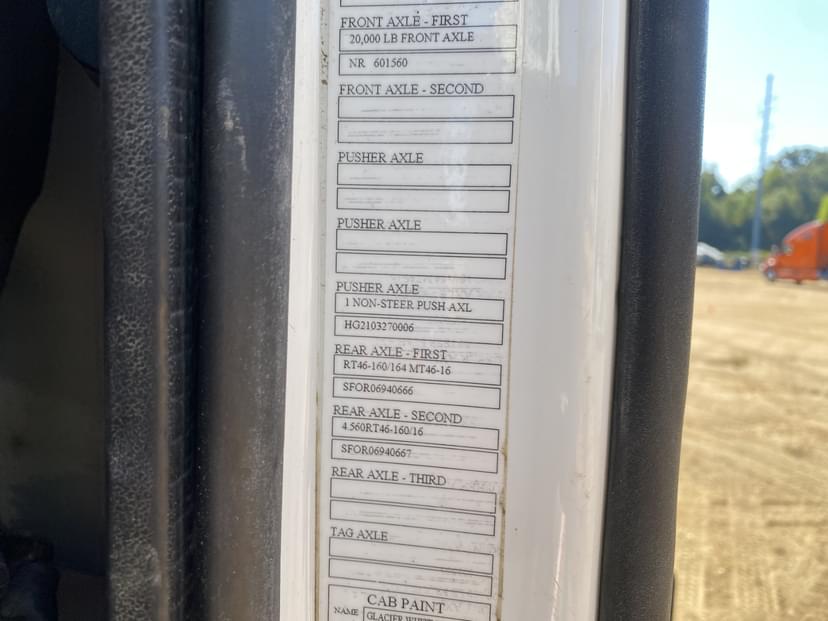 FRONT AXLE - FIRST
20,000 LB FRONT AXLE
NR 601560
FRONT AXLE - SECOND
PUSHER AXLE
PUSHER AXLE
PUSHER AXLE
1 NON-STEER PUSH AXL
HG2103270006
REAR AXLE - FIRST
RT46-160/164 MT46-16
SFOR06940666
REAR AXLE - SECOND
4.560RT46-160/16
SFOR06940667
REAR AXLE - THIRD
TAG AXLE
CAB PAINT
NAME GLACIER WHITE